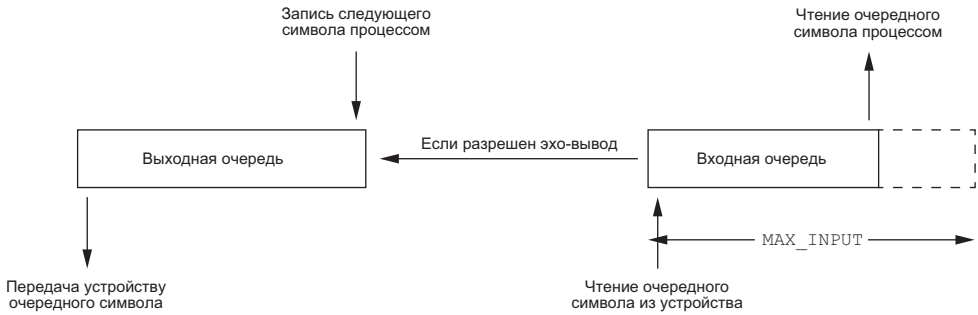 Запись следующего
символа процессом
Чтение очередного
символа процессом
Выходная очередь
Если разрешен эхо-вывод
Входная очередь
MAX_INPUT
Передача устройству
очередного символа
Чтение очередного
символа из устройства